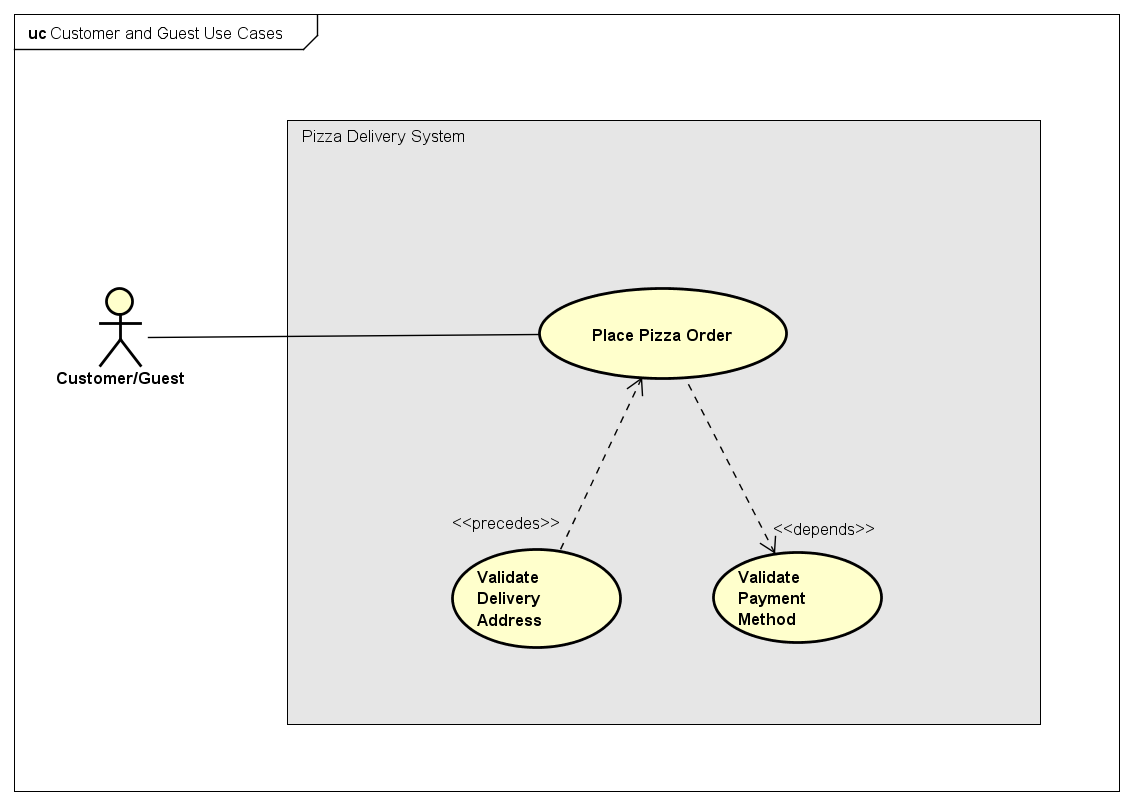 uc Customer and Guest Use Cases
Pizza Delivery System
Place Pizza Order
Customer/Guest
<<precedes>>
<<depends>>
Validate
Delivery
Address
Validate
Payment
Method